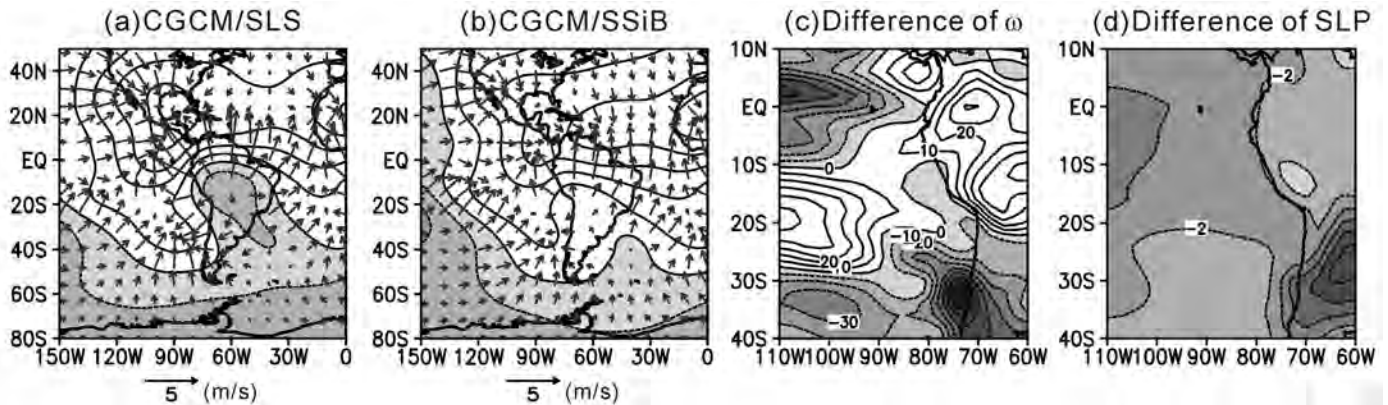 (a)CGCM/SLS
(b)CGCM/SSiB
(c)Difference of ω
(d)Difference of SLP
40N
20N
EQ
20S
40S
60S
80S
150W 120W 90W 60W 30W 0
5 (m/s)
40N
20N
EQ
20S
40S
60S
80S
150W 120W 90W 60W 30W 0
5 (m/s)
10N
EQ
10S
20S
30S
40S
110W 100W 90W 80W 70W 60W
20
10
0
-10
0
20
20
-30
10N
EQ
10S
20S
30S
40S
110W 100W 90W 80W 70W 60W
-2
-2